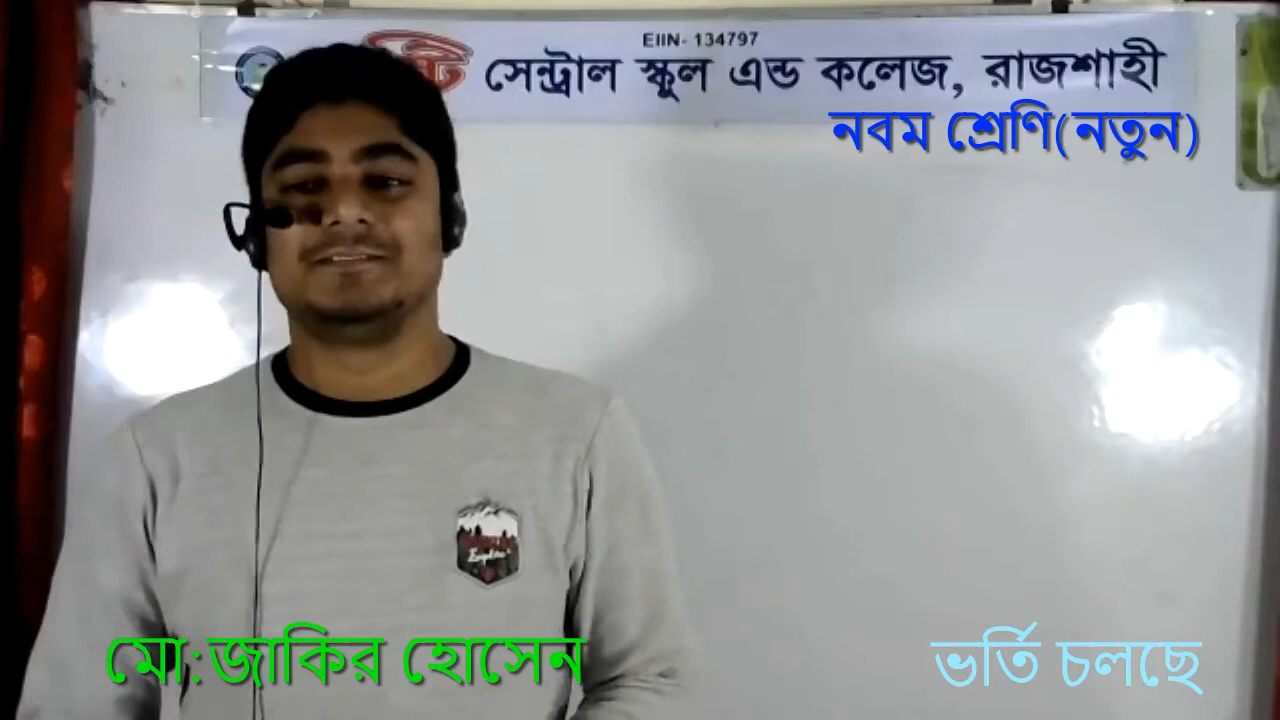 EIIN- 134797
সেন্ট্রাল স্কুল এন্ড কলেজ, রাজশাহী
নবম শ্রেণি(নতুন)
মো:জাকির হোসেন
ভর্তি চলছে